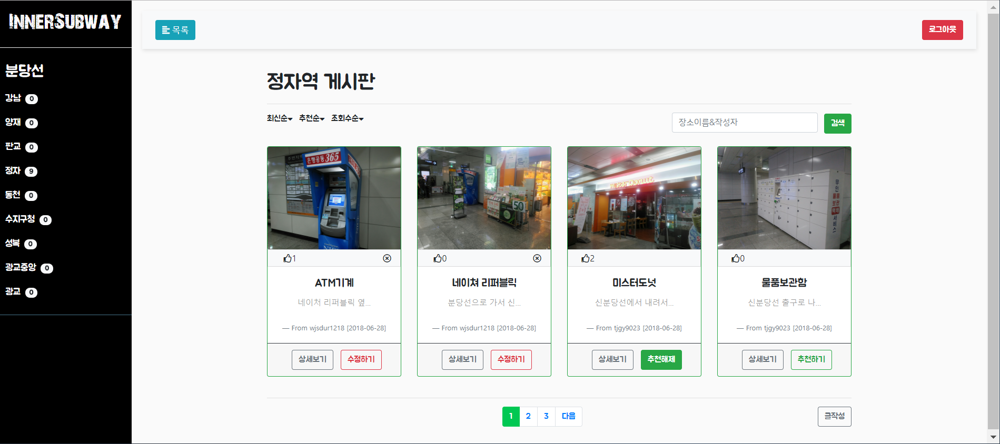 INNERSUBWAY
분당선
강남 0
양재 0
판교 0
정자 9
동천 0
수지구청 0
성복 0
광교중앙 0
광교 0
목록
로그아웃
정자역 게시판
최신순 추천순 조회수순
장소이름&작성자
검색
은행공동365
ATM
50
1
0
2
0
ATM기계
네이처 리퍼블릭 옆...
— From wjsdur1218 [2018-06-28]
상세보기 수정하기
네이쳐 리퍼블릭
분당선으로 가서 신...
— From wjsdur1218 [2018-06-28]
상세보기 수정하기
미스터도넛
신분당선에서 내려서...
— From tjgy9023 [2018-06-28]
상세보기 추천해제
물품보관함
신분당선 출구로 나...
— From tjgy9023 [2018-06-28]
상세보기 추천하기
1 2 3 다음
글작성